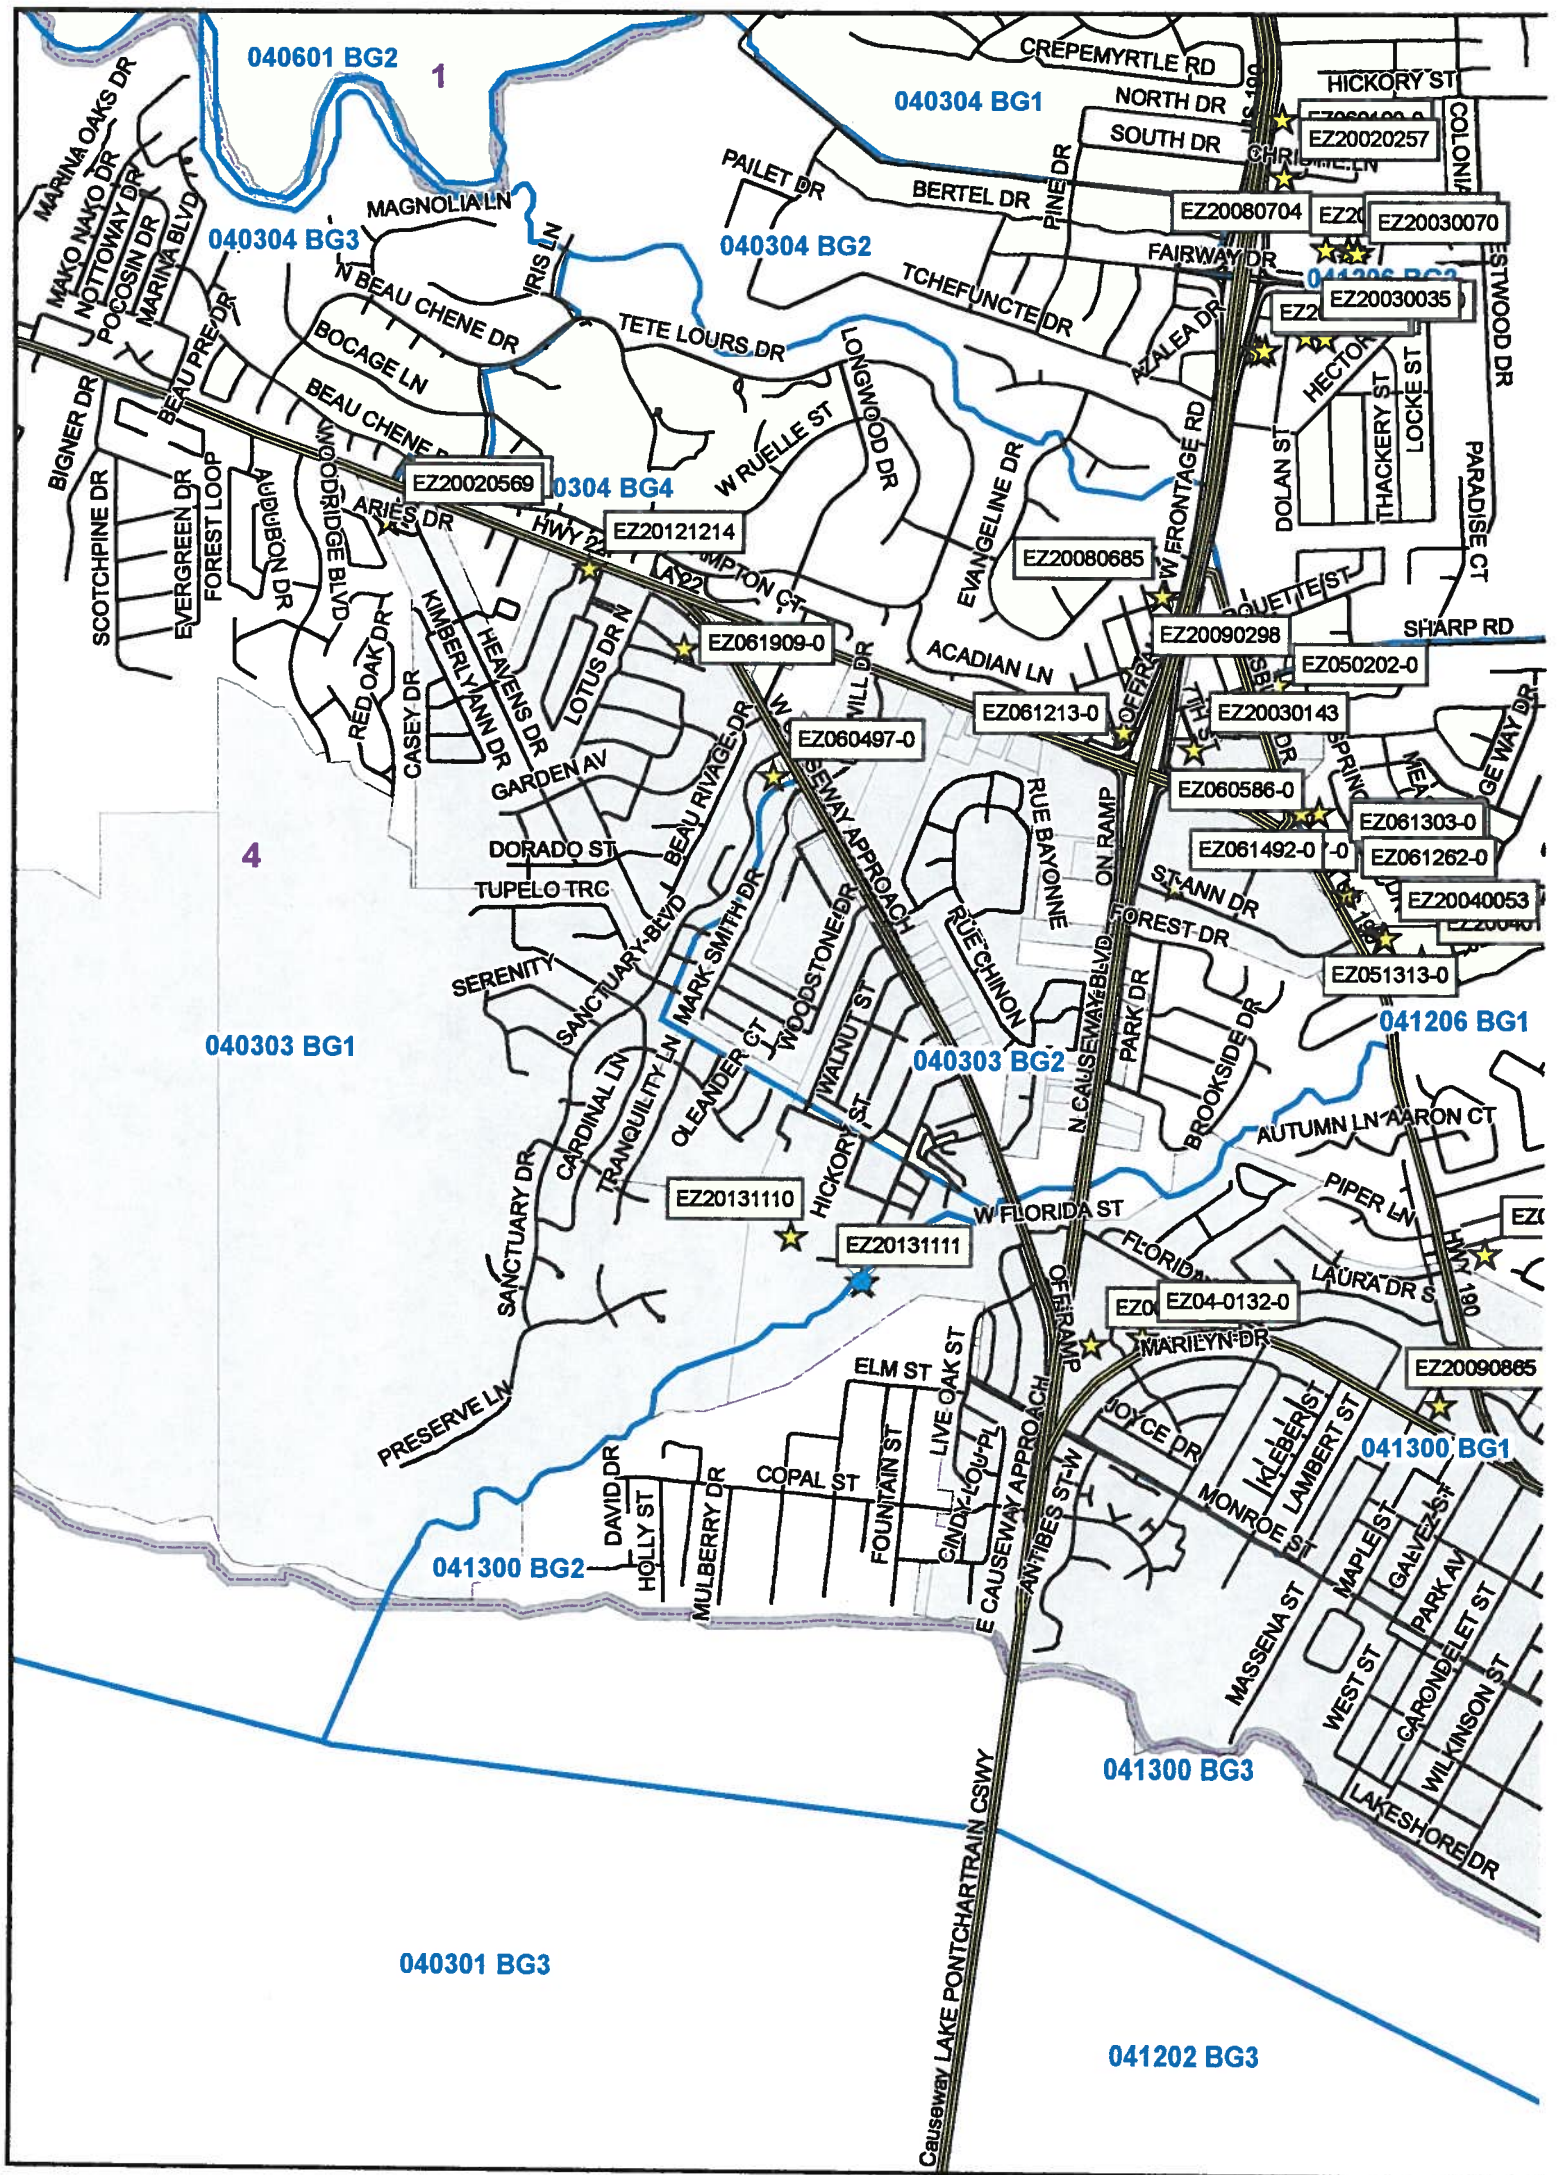 040601 BG2
1
CREPEMYRTLE RD
HICKORY ST
040304 BG1
NORTH DR
SOUTH DR
EZ20020257
MARINA OAKS DR
MAKO NAKO DR
NOTTOWAY DR
POCOSIN DR
MARINA BLVD
PAILET DR
BERTEL DR
PINE DR
MAGNOLIA LN
EZ20080704
EZ20030070
040304 BG3
IRIS LN
040304 BG2
FAIRWAY DR
N BEAU CHENE DR
TCHEFUNCTE DR
EZ20030035
BOCAGE LN
BEAU PRE DR
TETE LOURS DR
LONGWOOD DR
AZALEA DR
HECTOR
BIGNER DR
BEAU CHENE
W RUELLE ST
THACKERY ST
LOCKE ST
W FRONTAGE RD
DOLAN ST
PARADISE CT
SCOTCHPINE DR
EVERGREEN DR
FOREST LOOP
AUDUBON DR
WOODRIDGE BLVD
ARIES DR
EZ20020569
0304 BG4
EZ20121214
EVANGELINE DR
EZ20080685
KIMBERLY ANN DR
HEAVENS DR
LOTUS DR N
EZ061909-0
ACADIAN LN
EZ20090298
SHARP RD
EZ050202-0
RED OAK DR
CASEY DR
EZ061213-0
7TH ST
EZ20030143
EZ060497-0
GARDEN AV
BEAU RIVAGE DR
EZ060586-0
EZ061303-0
DORADO ST
EZ061492-0
-0
EZ061262-0
4
TUPELO TRC
RUE BAYONNE
ON RAMP
ST ANN DR
EZ20040053
FOREST DR
MARK SMITH DR
WOODSTONE DR
RUE CHINON
EZ051313-0
SERENITY
SANCTUARY BLVD
WALNUT ST
N CAUSEWAY BLVD
PARK DR
BROOKSIDE DR
041206 BG1
040303 BG1
040303 BG2
CARDINAL LN
TRANQUILITY LN
OLEANDER CT
HICKORY ST
AUTUMN LN
AARON CT
SANCTUARY DR
EZ20131110
PIPER LN
W FLORIDA ST
EZ20131111
FLORIDA
HWY 190
LAURA DR S
OFF RAMP
EZ04-0132-0
MARILYN DR
EZ20090865
ELM ST
LIVE OAK ST
PRESERVE LN
JOYCE DR
KLEBER ST
LAMBERT ST
041300 BG1
DAVID DR
COPAL ST
FOUNTAIN ST
CINDY LOU PL
E CAUSEWAY APPROACH
ANTIBES ST W
MONROE ST
HOLLY ST
MULBERRY DR
041300 BG2
MAPLE ST
GALVEZ ST
PARK AV
MASSENA ST
WEST ST
CARONDELET ST
WILKINSON ST
041300 BG3
LAKESHORE DR
Causeway LAKE PONTCHARTRAIN CSWY
040301 BG3
041202 BG3